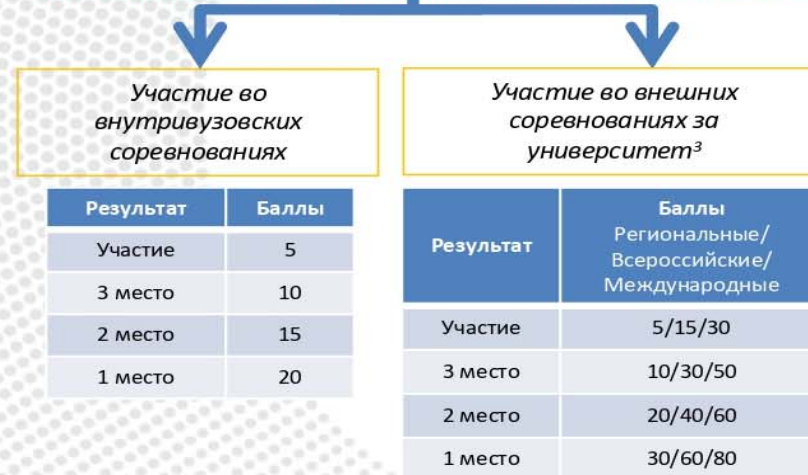 Участие во
внутривузовских
соревнованиях
Результат Баллы
Участие 5
3 место 10
2 место 15
1 место 20
Участие во внешних
соревнованиях за
университет³
Результат Баллы
Региональные/
Всероссийские/
Международные
Участие 5/15/30
3 место 10/30/50
2 место 20/40/60
1 место 30/60/80